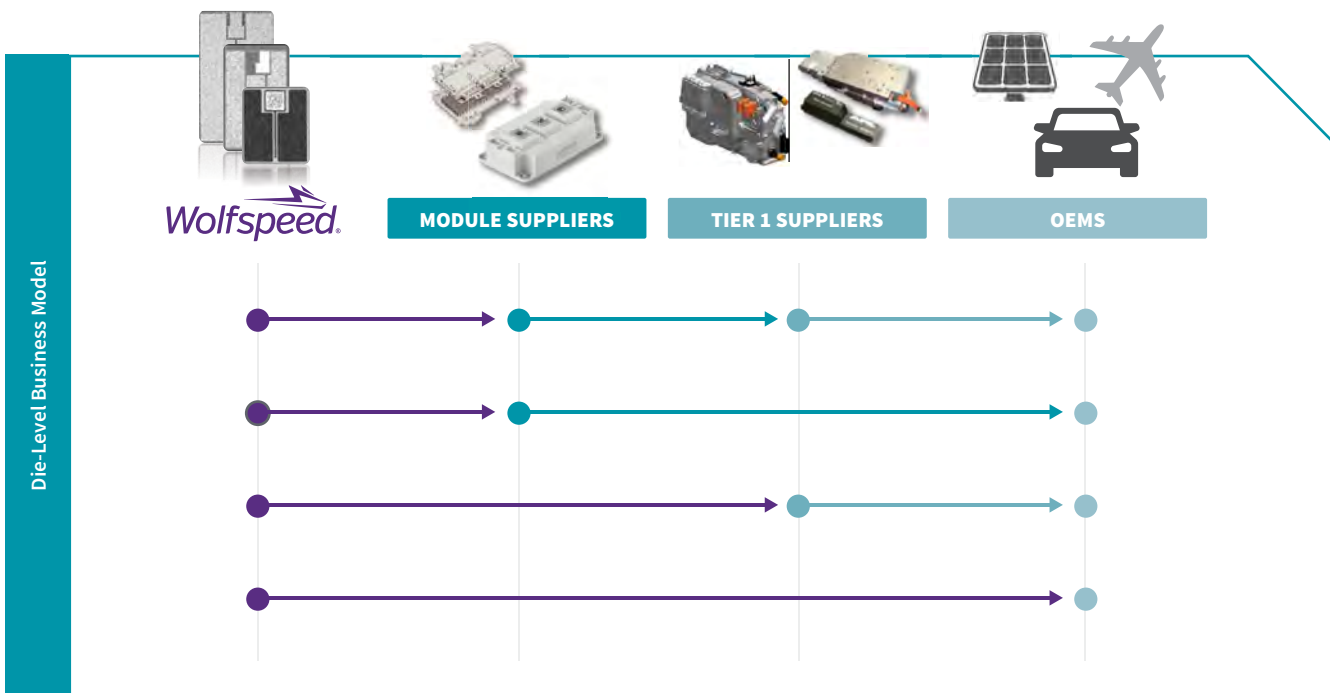 Wolfspeed®
MODULE SUPPLIERS
TIER 1 SUPPLIERS
OEMS
Die-Level Business Model